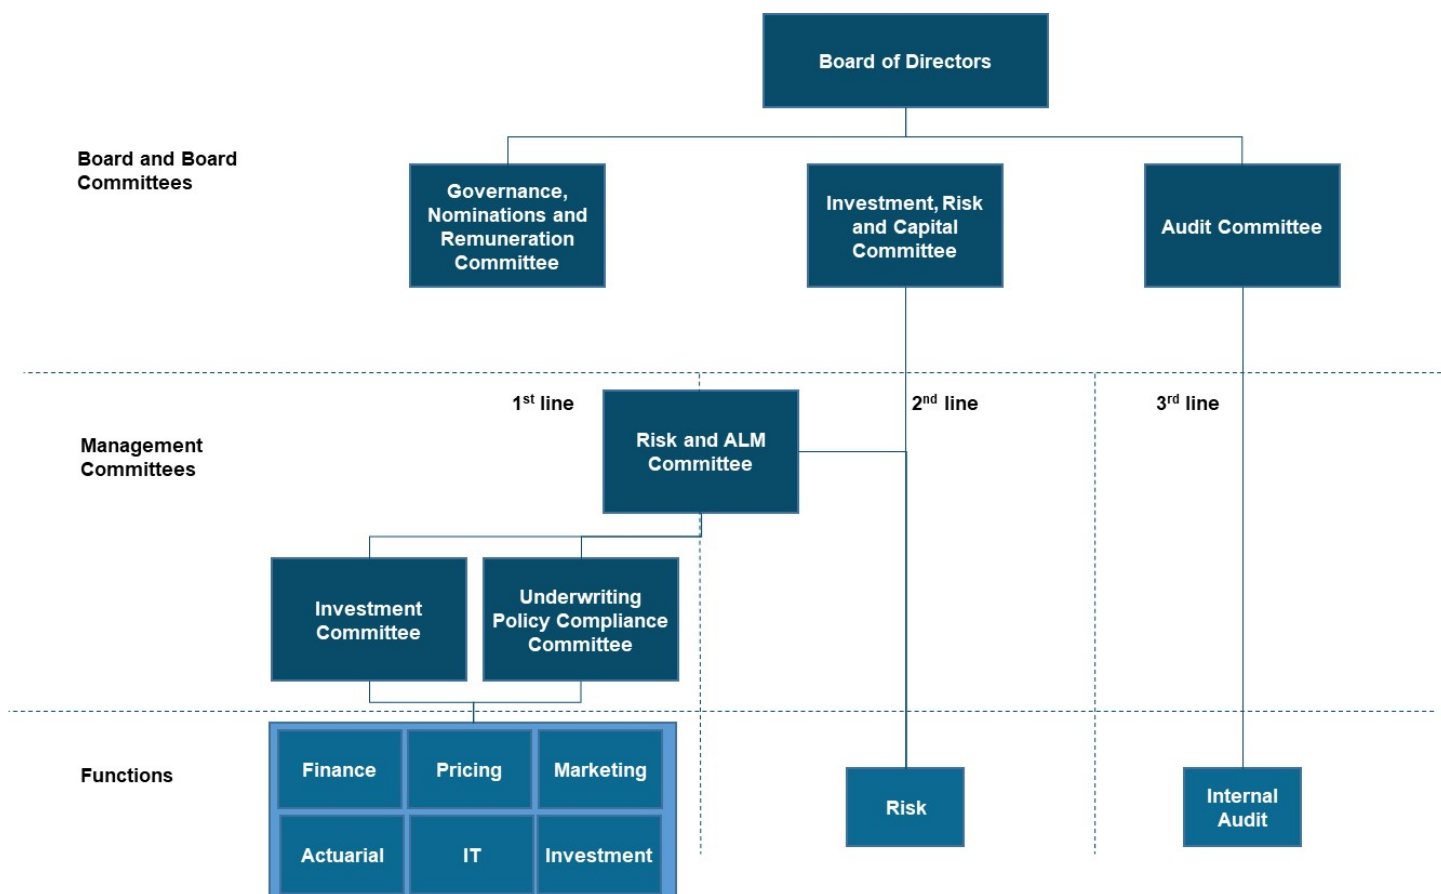 Board of Directors
Board and Board
Committees
Governance,
Nominations and
Remuneration
Committee
Investment, Risk
and Capital
Committee
Audit Committee
1st line
2nd line
3rd line
Management
Committees
Risk and ALM
Committee
Investment
Committee
Underwriting
Policy Compliance
Committee
Functions
Finance
Pricing
Marketing
Actuarial
IT
Investment
Risk
Internal
Audit